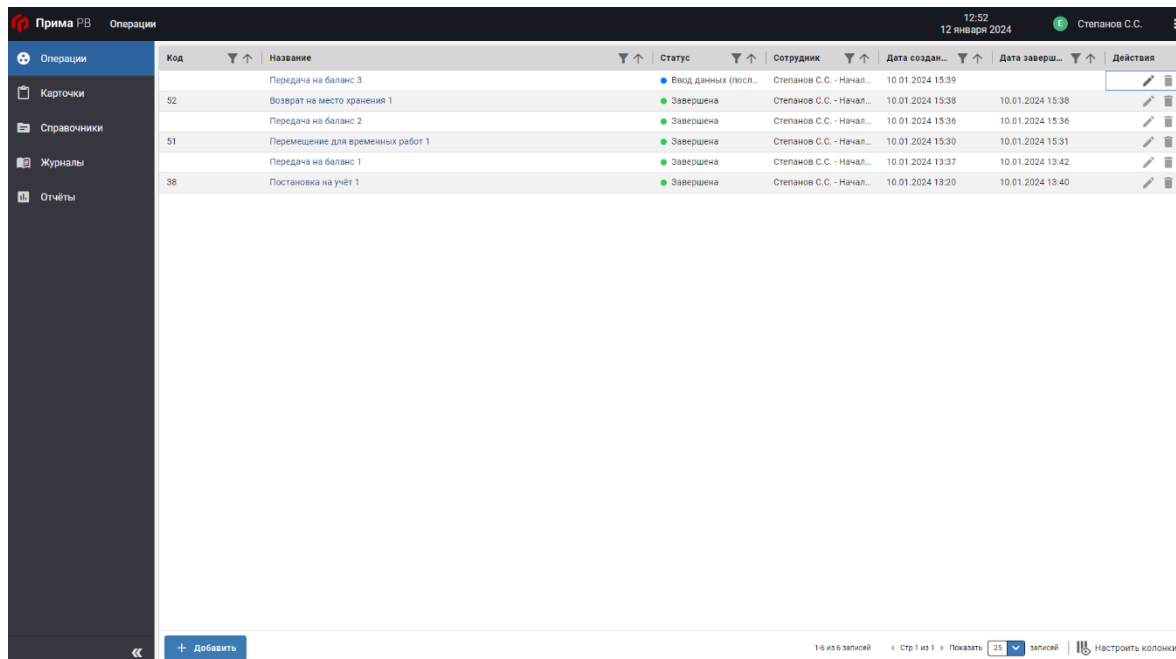 Прима РВ Операции 12:52 12 января 2024 Е Степанов С.С.
Операции
Карточки
Справочники
Журналы
Отчёты
Код Название Статус Сотрудник Дата создан... Дата заверш... Действия
Передача на баланс 3 Ввод данных (посл... Степанов С.С. - Начал... 10.01.2024 15:39
52 Возврат на место хранения 1 Завершена Степанов С.С. - Начал... 10.01.2024 15:38 10.01.2024 15:38
Передача на баланс 2 Завершена Степанов С.С. - Начал... 10.01.2024 15:36 10.01.2024 15:36
51 Перемещение для временных работ 1 Завершена Степанов С.С. - Начал... 10.01.2024 15:30 10.01.2024 15:31
Передача на баланс 1 Завершена Степанов С.С. - Начал... 10.01.2024 13:37 10.01.2024 13:42
38 Постановка на учёт 1 Завершена Степанов С.С. - Начал... 10.01.2024 13:20 10.01.2024 13:40
+ Добавить 1-6 из 6 записей Стр 1 из 1 Показать 25 записей Настроить колонки